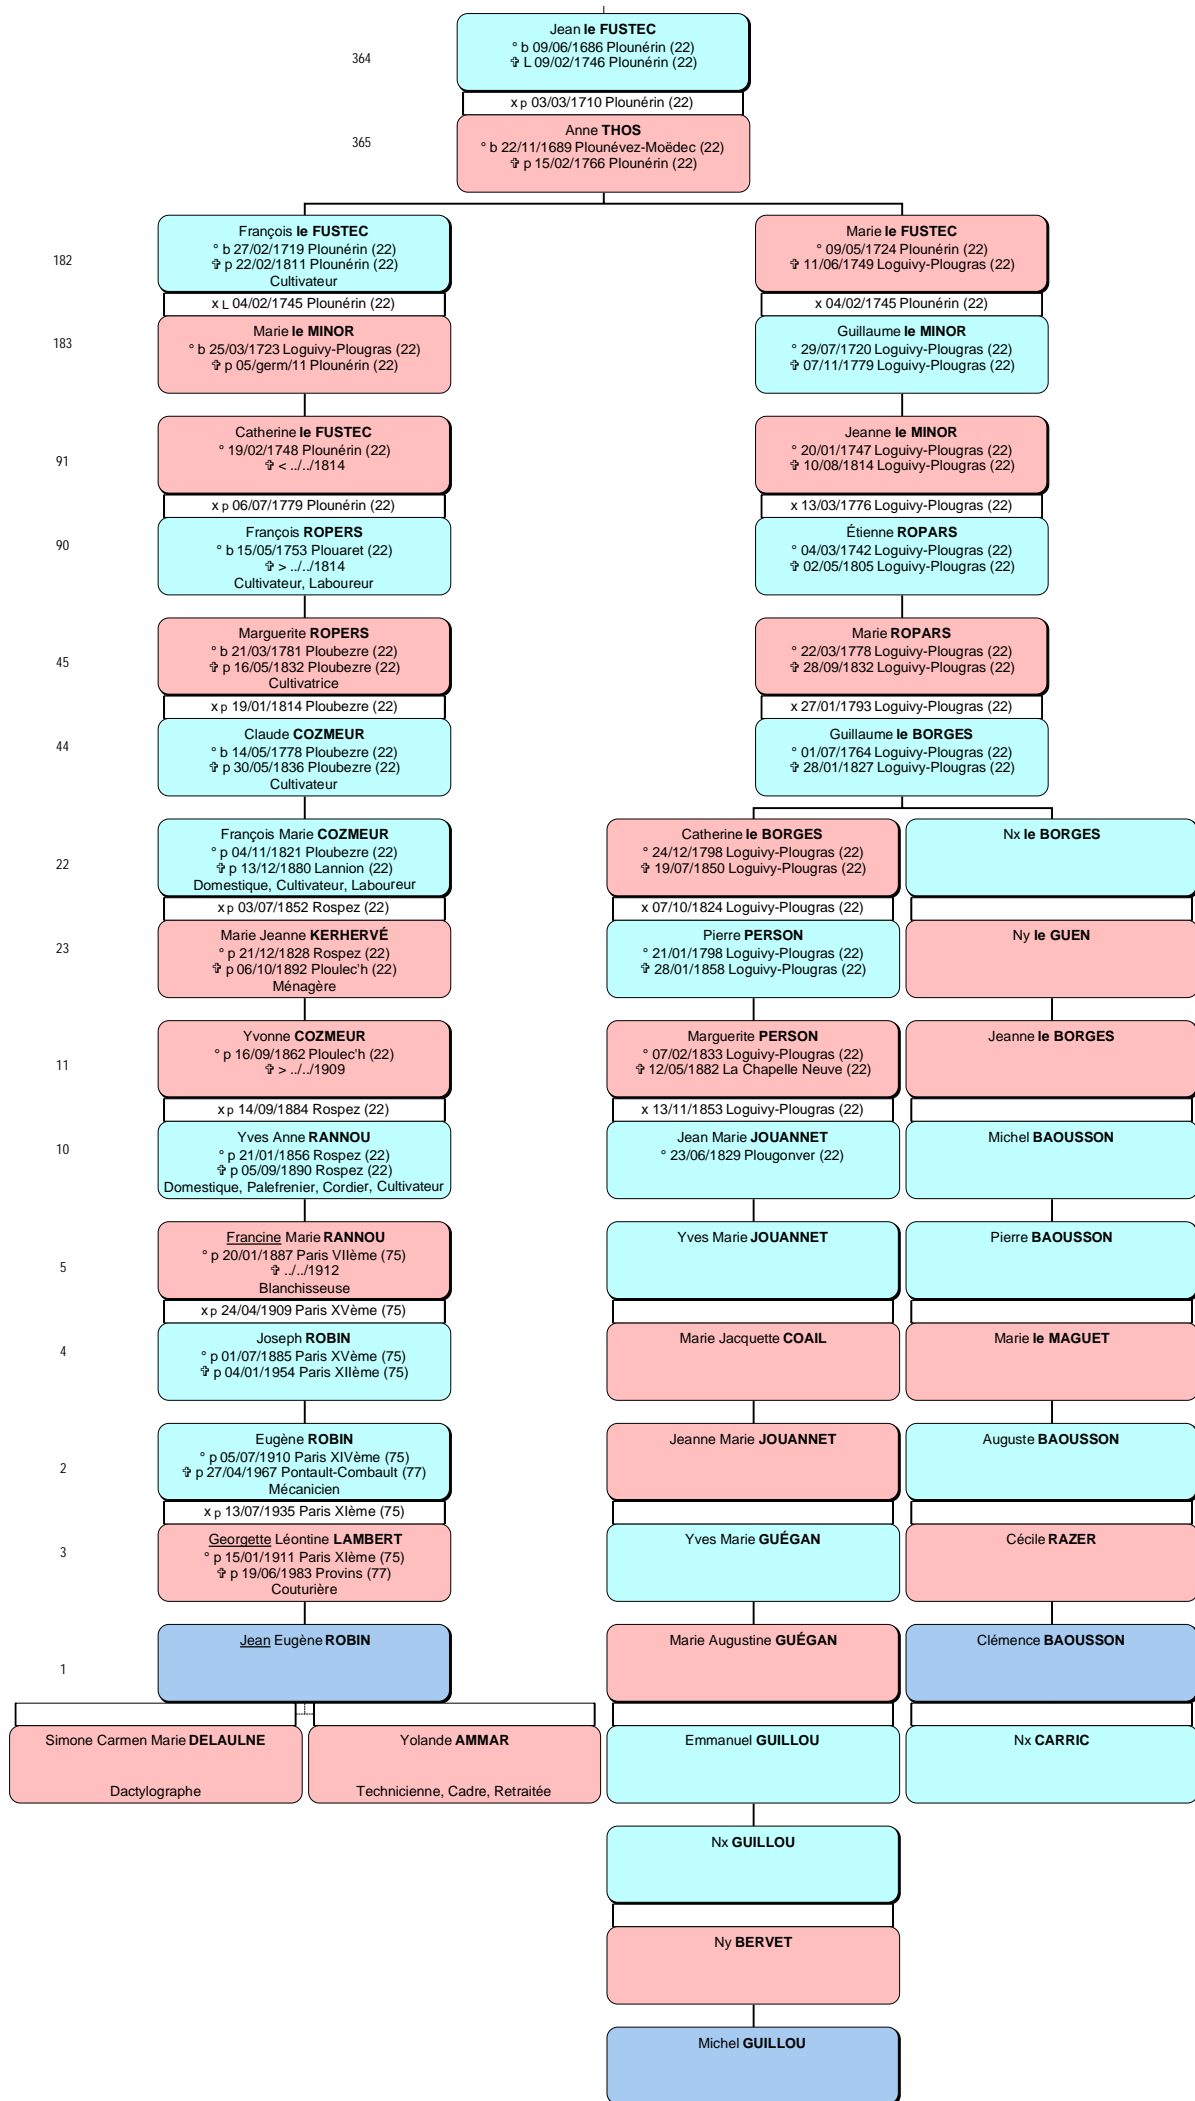 364
Jean le FUSTEC
° b 09/06/1686 Plounérin (22)
✞ L 09/02/1746 Plounérin (22)
x p 03/03/1710 Plounérin (22)
365
Anne THOS
° b 22/11/1689 Plounévez-Moëdec (22)
✞ p 15/02/1766 Plounérin (22)
182
François le FUSTEC
° b 27/02/1719 Plounérin (22)
✞ p 22/02/1811 Plounérin (22)
Cultivateur
x L 04/02/1745 Plounérin (22)
183
Marie le MINOR
° b 25/03/1723 Loguivy-Plougras (22)
✞ p 05/germ/11 Plounérin (22)
Marie le FUSTEC
° 09/05/1724 Plounérin (22)
✞ 11/06/1749 Loguivy-Plougras (22)
x 04/02/1745 Plounérin (22)
Guillaume le MINOR
° 29/07/1720 Loguivy-Plougras (22)
✞ 07/11/1779 Loguivy-Plougras (22)
91
Catherine le FUSTEC
° 19/02/1748 Plounérin (22)
✞ < ../../1814
x p 06/07/1779 Plounérin (22)
90
François ROPERS
° b 15/05/1753 Plouaret (22)
✞ > ../../1814
Cultivateur, Laboureur
Jeanne le MINOR
° 20/01/1747 Loguivy-Plougras (22)
✞ 10/08/1814 Loguivy-Plougras (22)
x 13/03/1776 Loguivy-Plougras (22)
Étienne ROPARS
° 04/03/1742 Loguivy-Plougras (22)
✞ 02/05/1805 Loguivy-Plougras (22)
45
Marguerite ROPERS
° b 21/03/1781 Ploubezre (22)
✞ p 16/05/1832 Ploubezre (22)
Cultivatrice
x p 19/01/1814 Ploubezre (22)
44
Claude COZMEUR
° b 14/05/1778 Ploubezre (22)
✞ p 30/05/1836 Ploubezre (22)
Cultivateur
Marie ROPARS
° 22/03/1778 Loguivy-Plougras (22)
✞ 28/09/1832 Loguivy-Plougras (22)
x 27/01/1793 Loguivy-Plougras (22)
Guillaume le BORGES
° 01/07/1764 Loguivy-Plougras (22)
✞ 28/01/1827 Loguivy-Plougras (22)
22
François Marie COZMEUR
° p 04/11/1821 Ploubezre (22)
✞ p 13/12/1880 Lannion (22)
Domestique, Cultivateur, Laboureur
x p 03/07/1852 Rospez (22)
23
Marie Jeanne KERHERVÉ
° p 21/12/1828 Rospez (22)
✞ p 06/10/1892 Ploulec'h (22)
Ménagère
Catherine le BORGES
° 24/12/1798 Loguivy-Plougras (22)
✞ 19/07/1850 Loguivy-Plougras (22)
x 07/10/1824 Loguivy-Plougras (22)
Pierre PERSON
° 21/01/1798 Loguivy-Plougras (22)
✞ 28/01/1858 Loguivy-Plougras (22)
Nx le BORGES
Ny le GUEN
11
Yvonne COZMEUR
° p 16/09/1862 Ploulec'h (22)
✞ > ../../1909
x p 14/09/1884 Rospez (22)
10
Yves Anne RANNOU
° p 21/01/1856 Rospez (22)
✞ p 05/09/1890 Rospez (22)
Domestique, Palefrenier, Cordier, Cultivateur
Marguerite PERSON
° 07/02/1833 Loguivy-Plougras (22)
✞ 12/05/1882 La Chapelle Neuve (22)
x 13/11/1853 Loguivy-Plougras (22)
Jean Marie JOUANNET
° 23/06/1829 Plougonver (22)
Jeanne le BORGES
Michel BAOUSSON
5
Francine Marie RANNOU
° p 20/01/1887 Paris VIIème (75)
✞ ../../1912
Blanchisseuse
x p 24/04/1909 Paris XVème (75)
4
Joseph ROBIN
° p 01/07/1885 Paris XVème (75)
✞ p 04/01/1954 Paris XIIème (75)
Yves Marie JOUANNET
Marie Jacquette COAIL
Pierre BAOUSSON
Marie le MAGUET
2
Eugène ROBIN
° p 05/07/1910 Paris XIVème (75)
✞ p 27/04/1967 Pontault-Combault (77)
Mécanicien
x p 13/07/1935 Paris XIème (75)
3
Georgette Léontine LAMBERT
° p 15/01/1911 Paris XIème (75)
✞ p 19/06/1983 Provins (77)
Couturière
Jeanne Marie JOUANNET
Yves Marie GUÉGAN
Auguste BAOUSSON
Cécile RAZER
1
Jean Eugène ROBIN
Marie Augustine GUÉGAN
Clémence BAOUSSON
Simone Carmen Marie DELAULNE
Dactylographe
Yolande AMMAR
Technicienne, Cadre, Retraitée
Emmanuel GUILLOU
Nx CARRIC
Nx GUILLOU
Ny BERVET
Michel GUILLOU